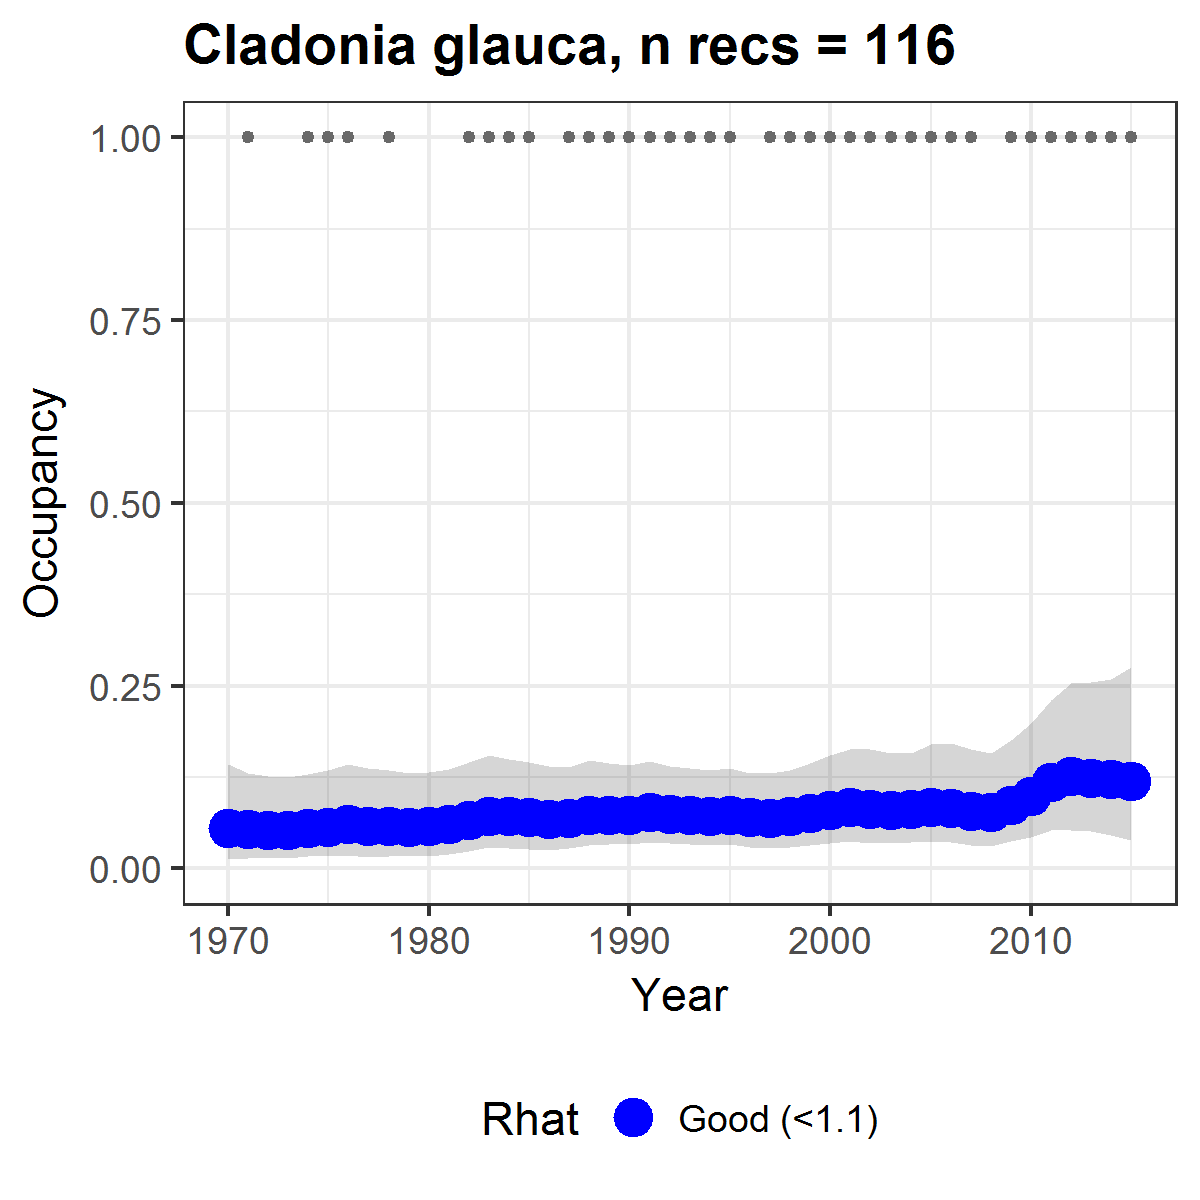 Cladonia glauca, n recs = 116
1.00
0.75
0.50
0.25
0.00
Occupancy
1970 1980 1990 2000 2010
Year
Rhat Good (<1.1)